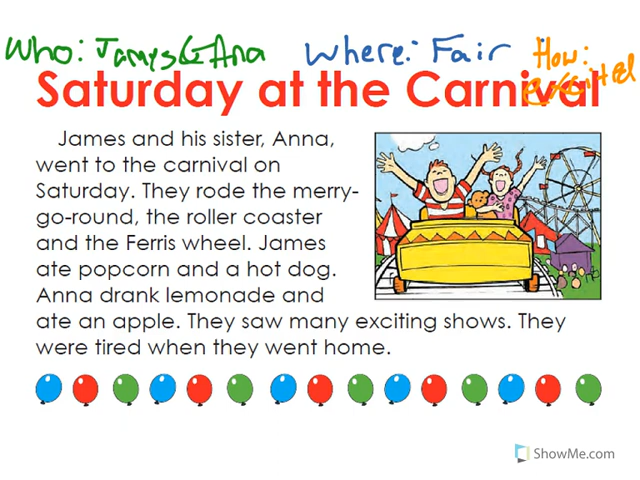 Who: James & Ana Where: Fair How:
excited
Saturday at the Carnival
James and his sister, Anna,
went to the carnival on
Saturday. They rode the merry-
go-round, the roller coaster
and the Ferris wheel. James
ate popcorn and a hot dog.
Anna drank lemonade and
ate an apple. They saw many exciting shows. They
were tired when they went home.
ShowMe.com